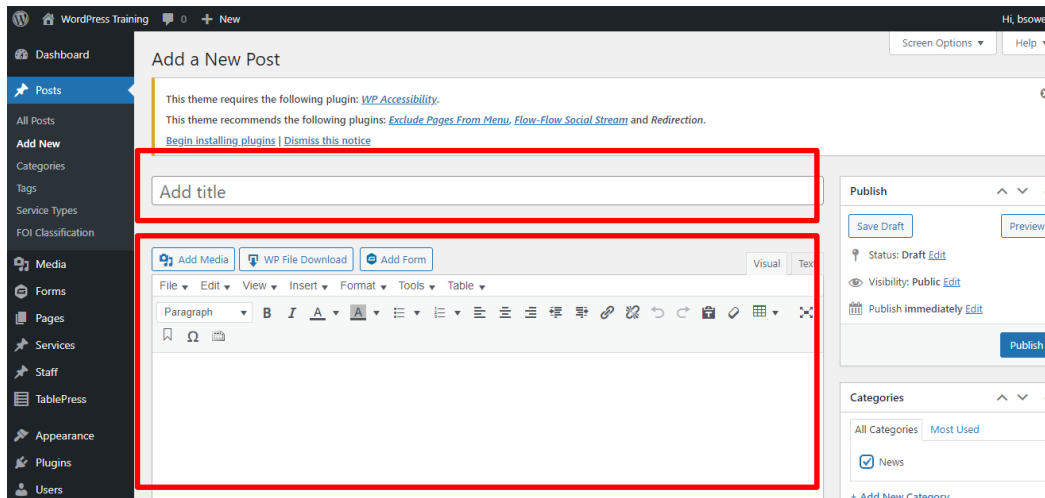 WordPress Training 0 + New Hi, bsowe
Dashboard
Posts
All Posts
Add New
Categories
Tags
Service Types
FOI Classification
Media
Forms
Pages
Services
Staff
TablePress
Appearance
Plugins
Users
Screen Options Help
Add a New Post
This theme requires the following plugin: WP Accessibility.
This theme recommends the following plugins: Exclude Pages From Menu, Flow-Flow Social Stream and Redirection.
Begin installing plugins | Dismiss this notice
Add title
Add Media WP File Download Add Form
Visual Text
File Edit View Insert Format Tools Table
Paragraph B I A A
Ω
Publish
Save Draft Preview
Status: Draft Edit
Visibility: Public Edit
Publish immediately Edit
Publish
Categories
All Categories Most Used
News
+ Add New Category